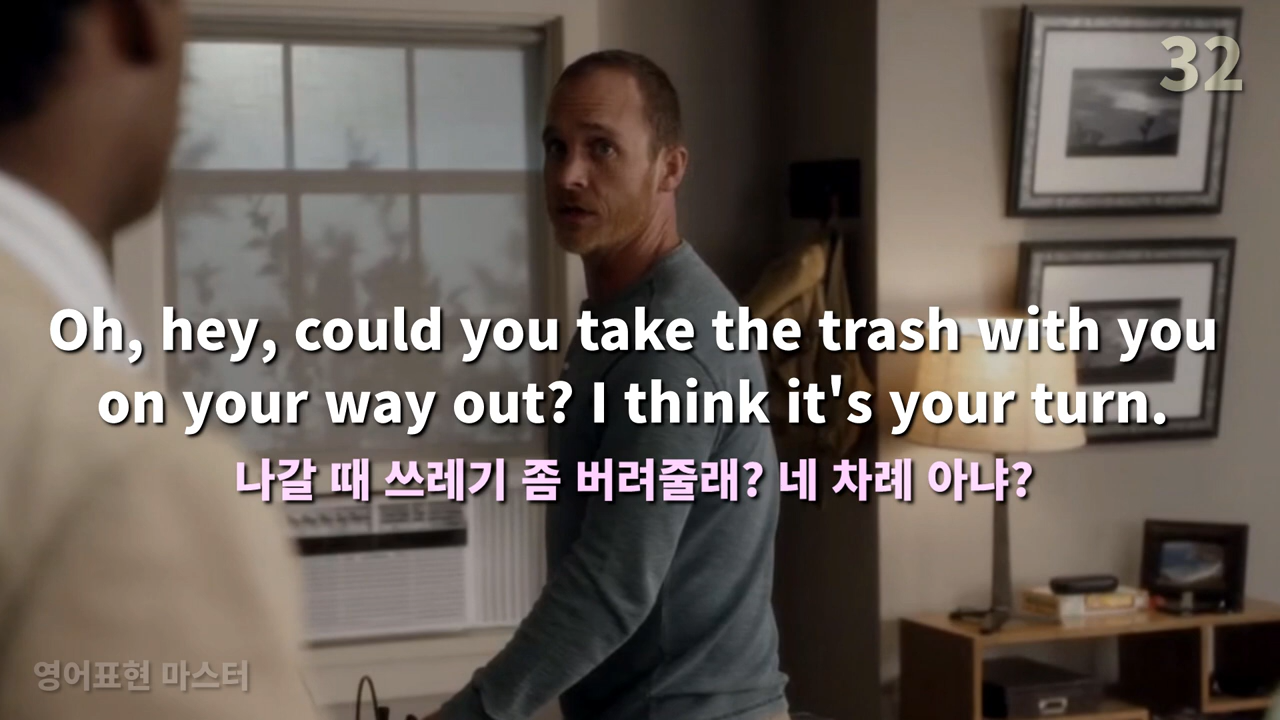 32
Oh, hey, could you take the trash with you
on your way out? I think it's your turn.
나갈 때 쓰레기 좀 버려줄래? 네 차례 아냐?
영어표현 마스터